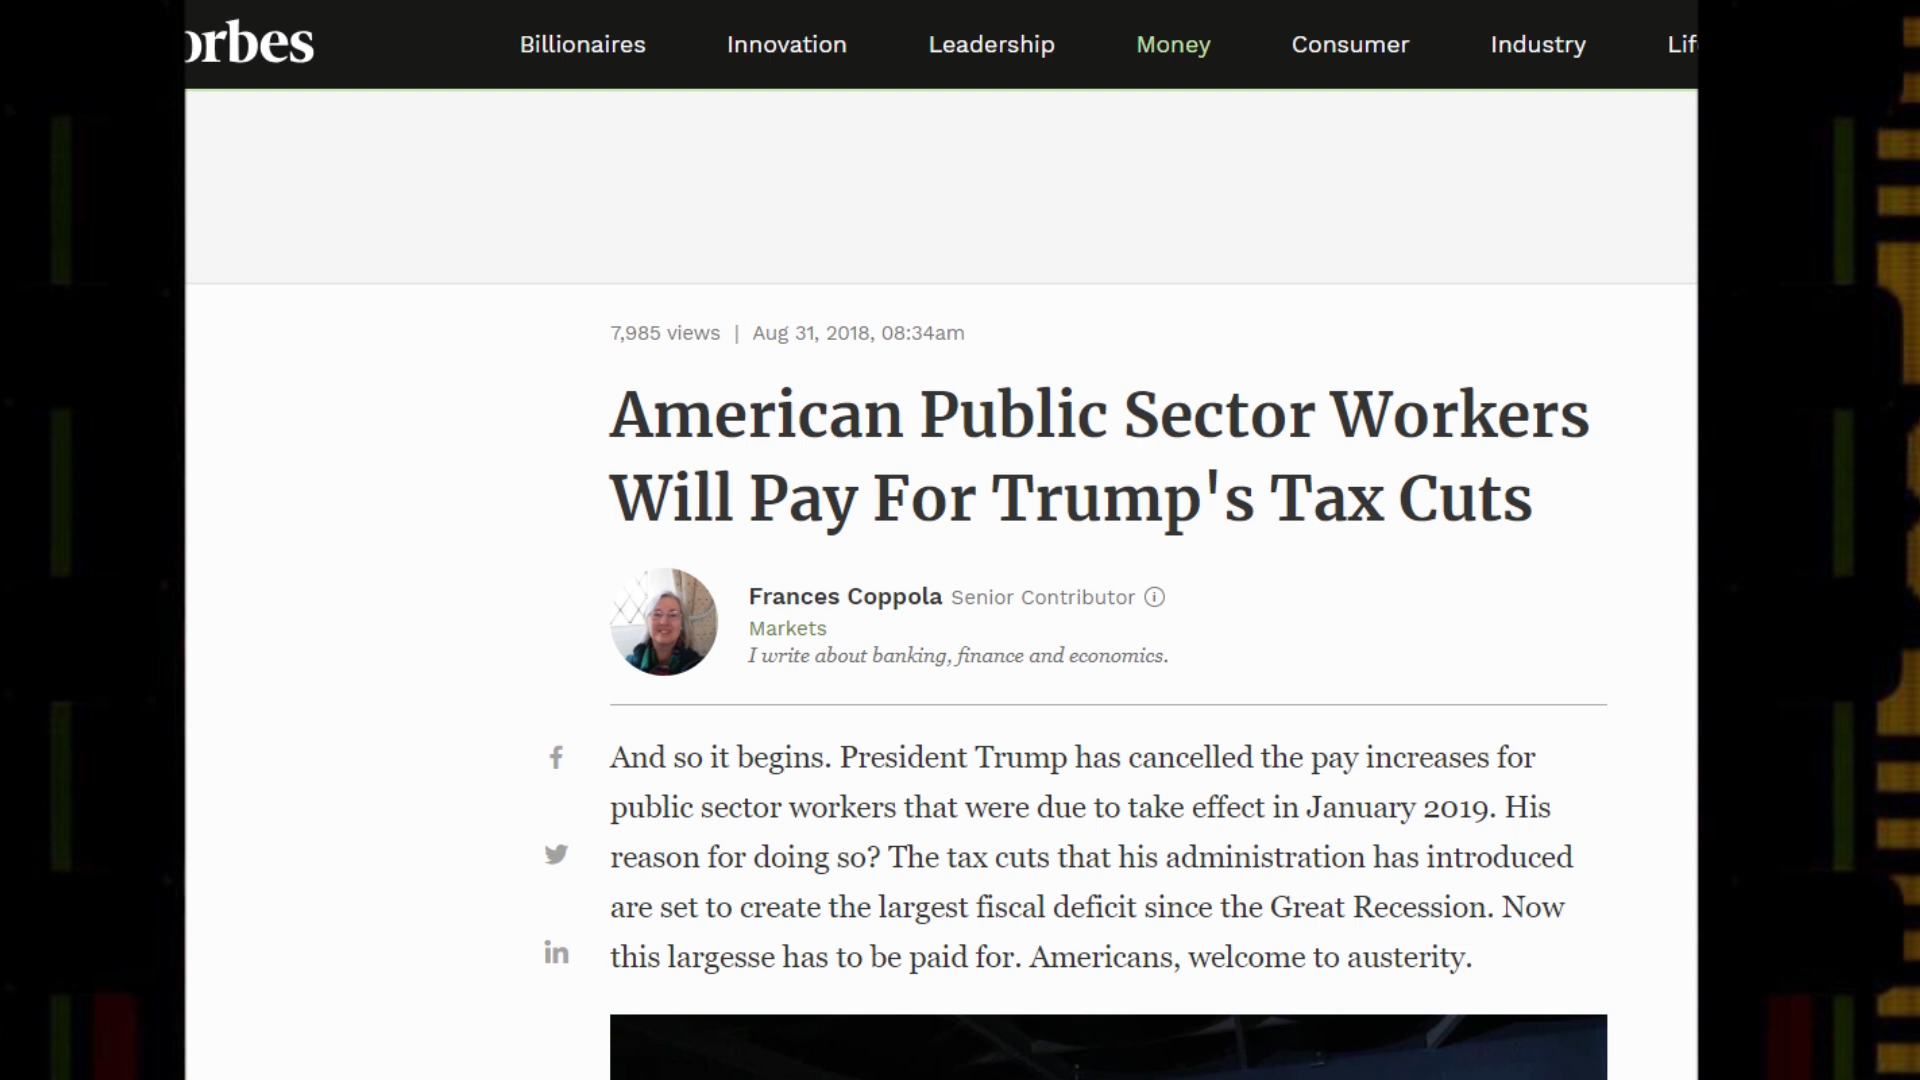 orbes
Billionaires Innovation Leadership Money Consumer Industry Lif
7,985 views | Aug 31, 2018, 08:34am
American Public Sector Workers
Will Pay For Trump's Tax Cuts
Frances Coppola Senior Contributor
Markets
I write about banking, finance and economics.
And so it begins. President Trump has cancelled the pay increases for
public sector workers that were due to take effect in January 2019. His
reason for doing so? The tax cuts that his administration has introduced
are set to create the largest fiscal deficit since the Great Recession. Now
this largesse has to be paid for. Americans, welcome to austerity.